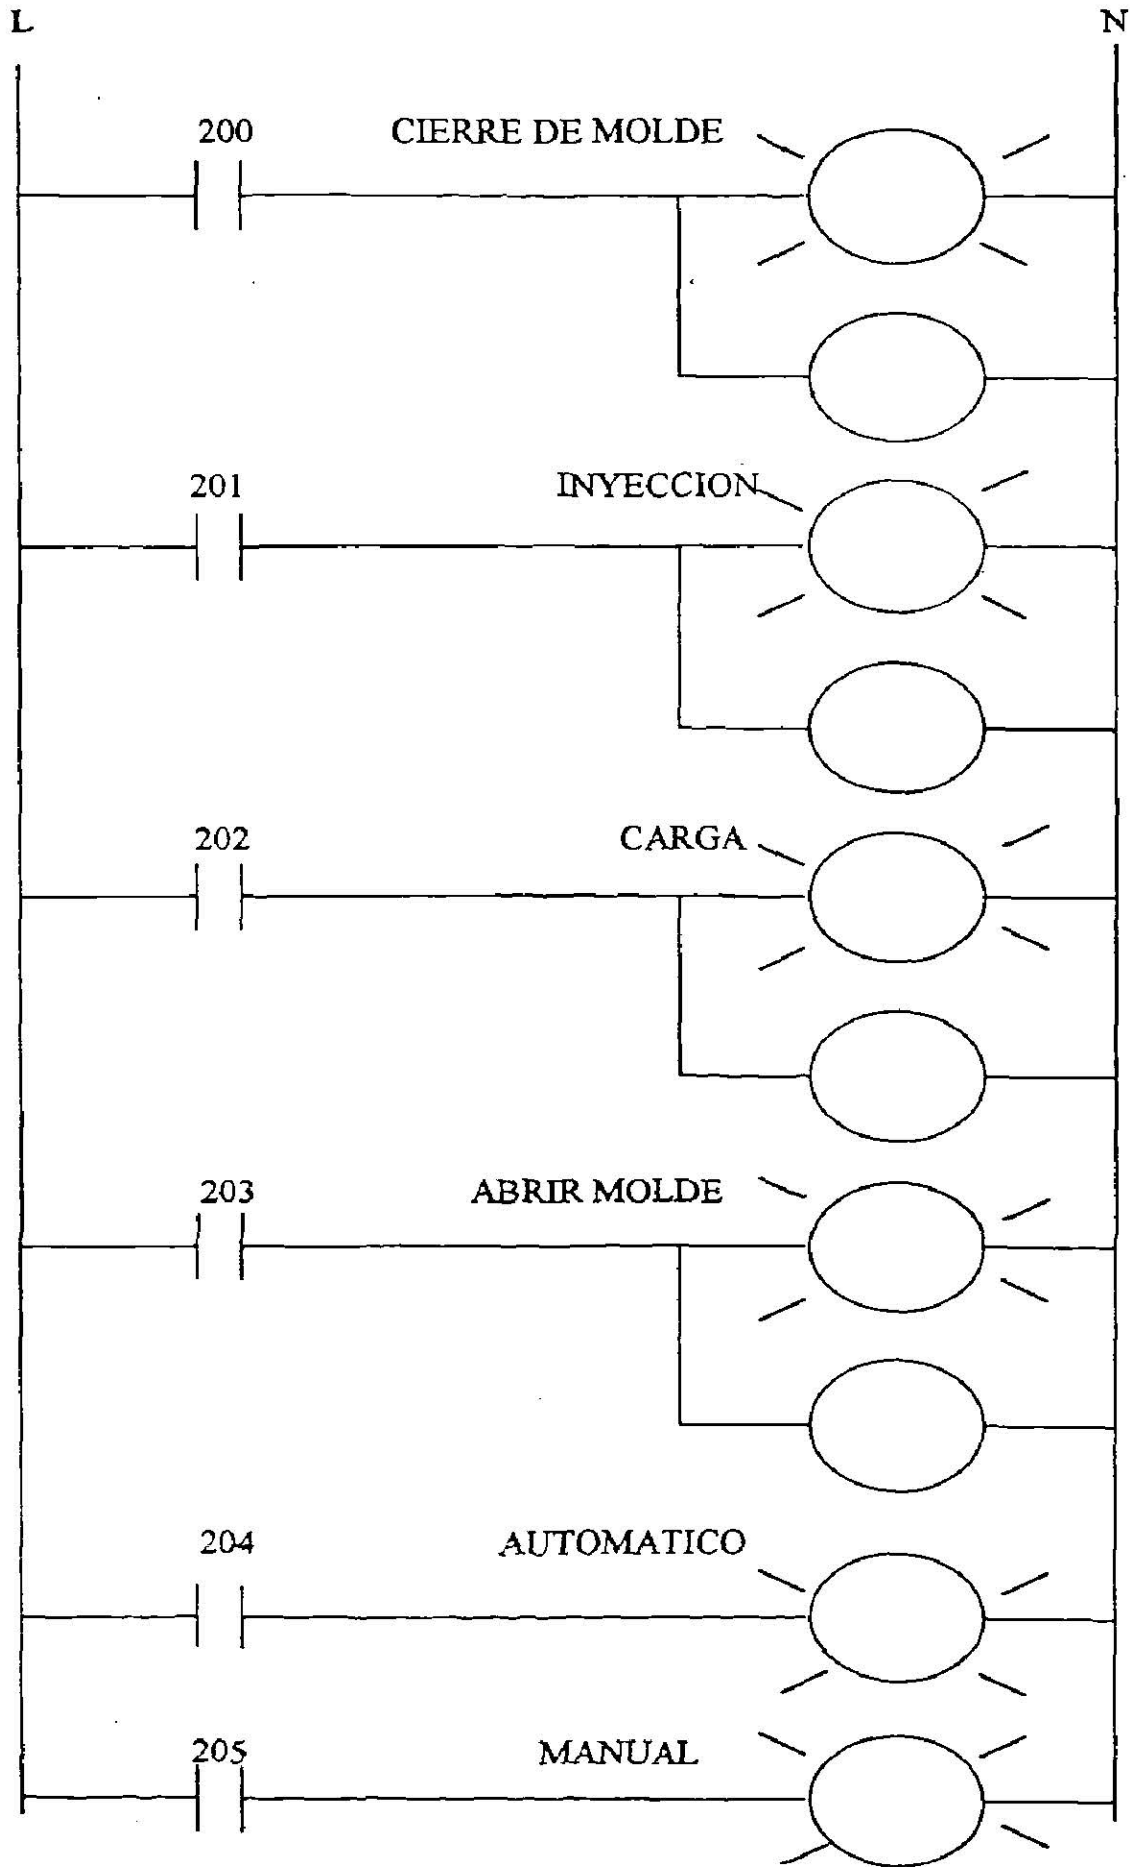 L N
200 CIERRE DE MOLDE
201 INYECCION
202 CARGA
203 ABRIR MOLDE
204 AUTOMATICO
205 MANUAL